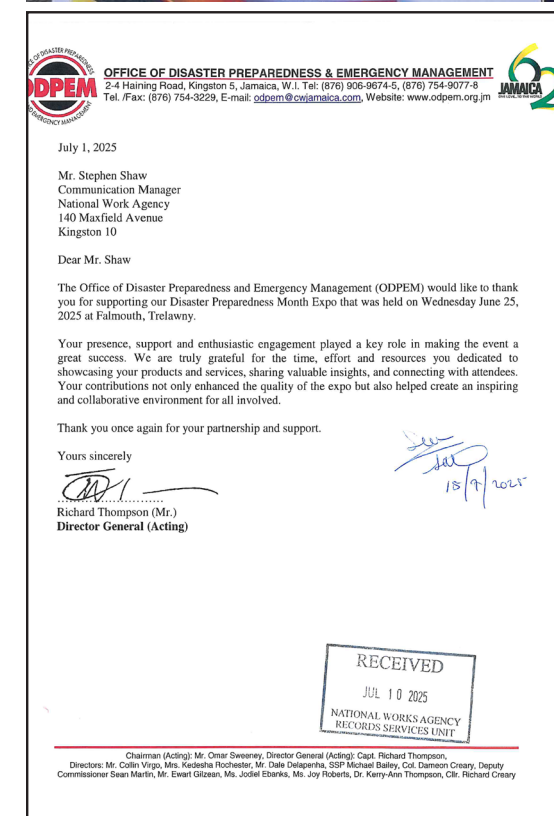 OFFICE OF DISASTER PREPAREDNESS
ODPEM
AND EMERGENCY MANAGEMENT
OFFICE OF DISASTER PREPAREDNESS & EMERGENCY MANAGEMENT
2-4 Haining Road, Kingston 5, Jamaica, W.I. Tel: (876) 906-9674-5, (876) 754-9077-8
Tel. /Fax: (876) 754-3229, E-mail: odpem@cwjamaica.com, Website: www.odpem.org.jm
62
JAMAICA
July 1, 2025
Mr. Stephen Shaw
Communication Manager
National Work Agency
140 Maxfield Avenue
Kingston 10
Dear Mr. Shaw
The Office of Disaster Preparedness and Emergency Management (ODPEM) would like to thank
you for supporting our Disaster Preparedness Month Expo that was held on Wednesday June 25,
2025 at Falmouth, Trelawny.
Your presence, support and enthusiastic engagement played a key role in making the event a
great success. We are truly grateful for the time, effort and resources you dedicated to
showcasing your products and services, sharing valuable insights, and connecting with attendees.
Your contributions not only enhanced the quality of the expo but also helped create an inspiring
and collaborative environment for all involved.
Thank you once again for your partnership and support.
Yours sincerely
Richard Thompson (Mr.)
Director General (Acting)
18/7/2025
RECEIVED
JUL 10 2025
NATIONAL WORKS AGENCY
RECORDS SERVICES UNIT
Chairman (Acting): Mr. Omar Sweeney, Director General (Acting): Capt. Richard Thompson,
Directors: Mr. Collin Virgo, Mrs. Kedesha Rochester, Mr. Dale Delapenha, SSP Michael Bailey, Col. Dameon Creary, Deputy
Commissioner Sean Martin, Mr. Ewart Gilzean, Ms. Jodiel Ebanks, Ms. Joy Roberts, Dr. Kerry-Ann Thompson, Cllr. Richard Creary